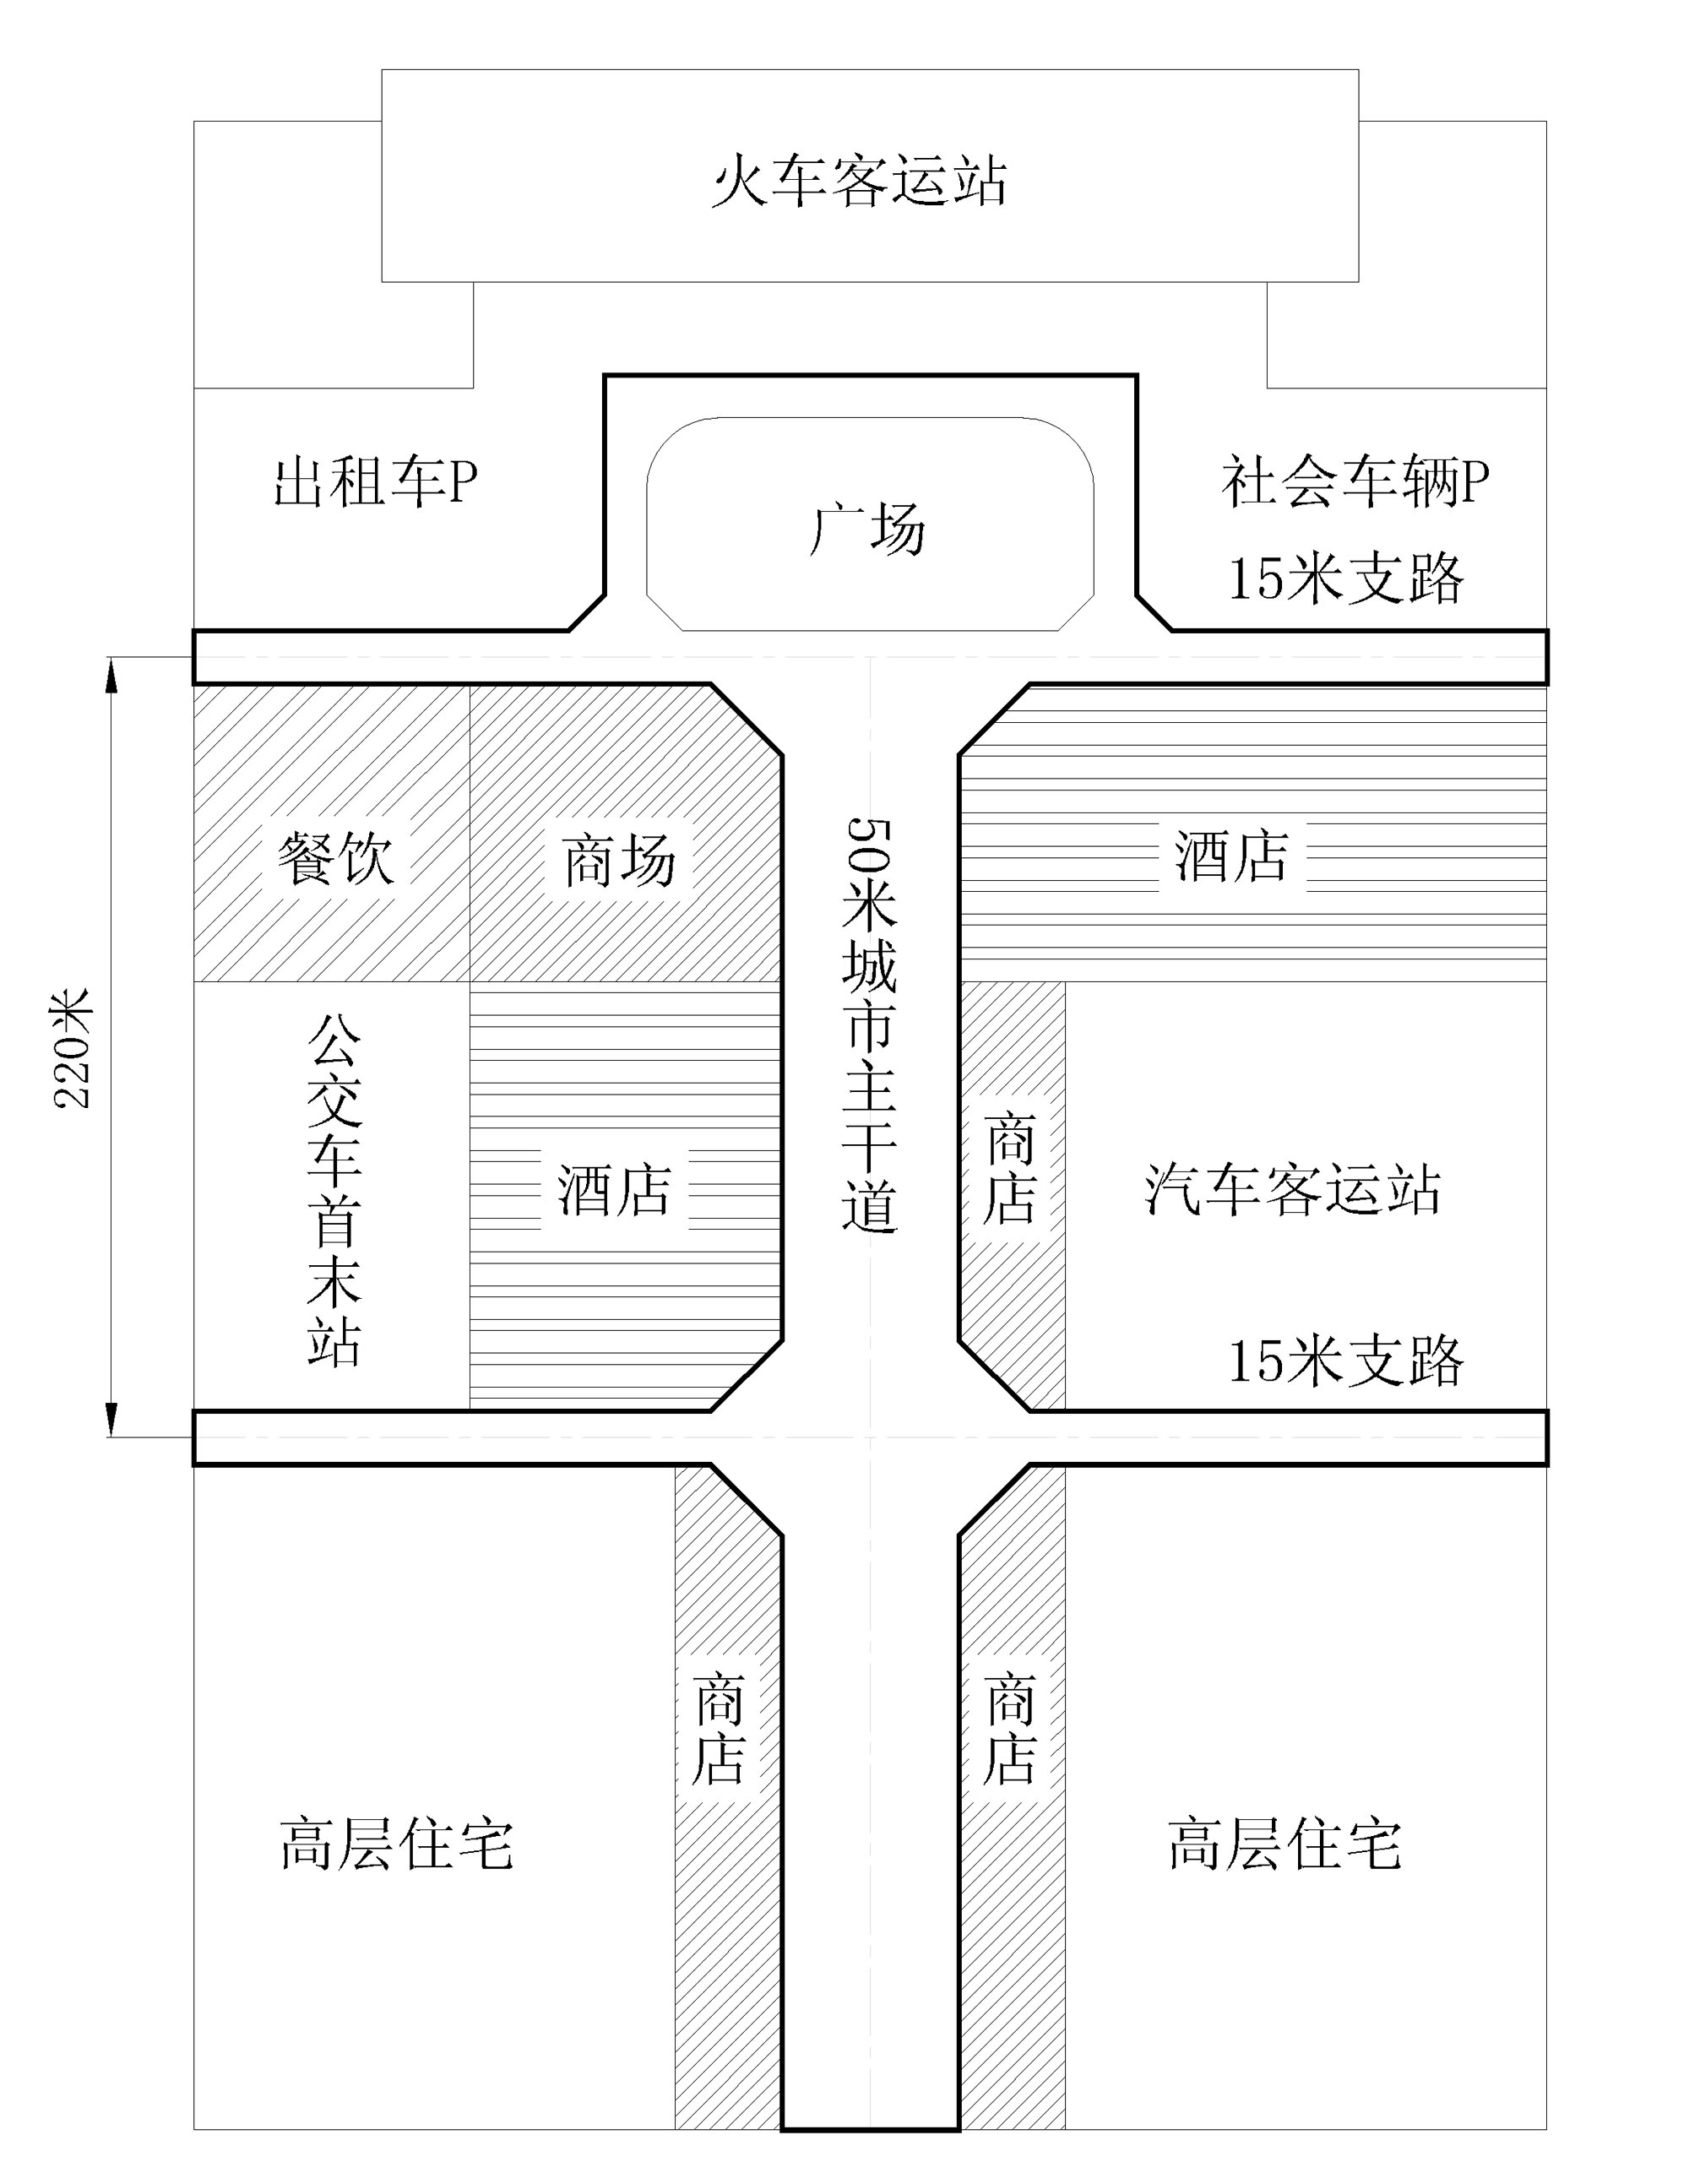 火车客运站
出租车P
社会车辆P
广场
15米支路
餐饮
商场
酒店
50米城市主干道
220米
公交车首末站
酒店
商店
汽车客运站
15米支路
商店
商店
高层住宅
高层住宅